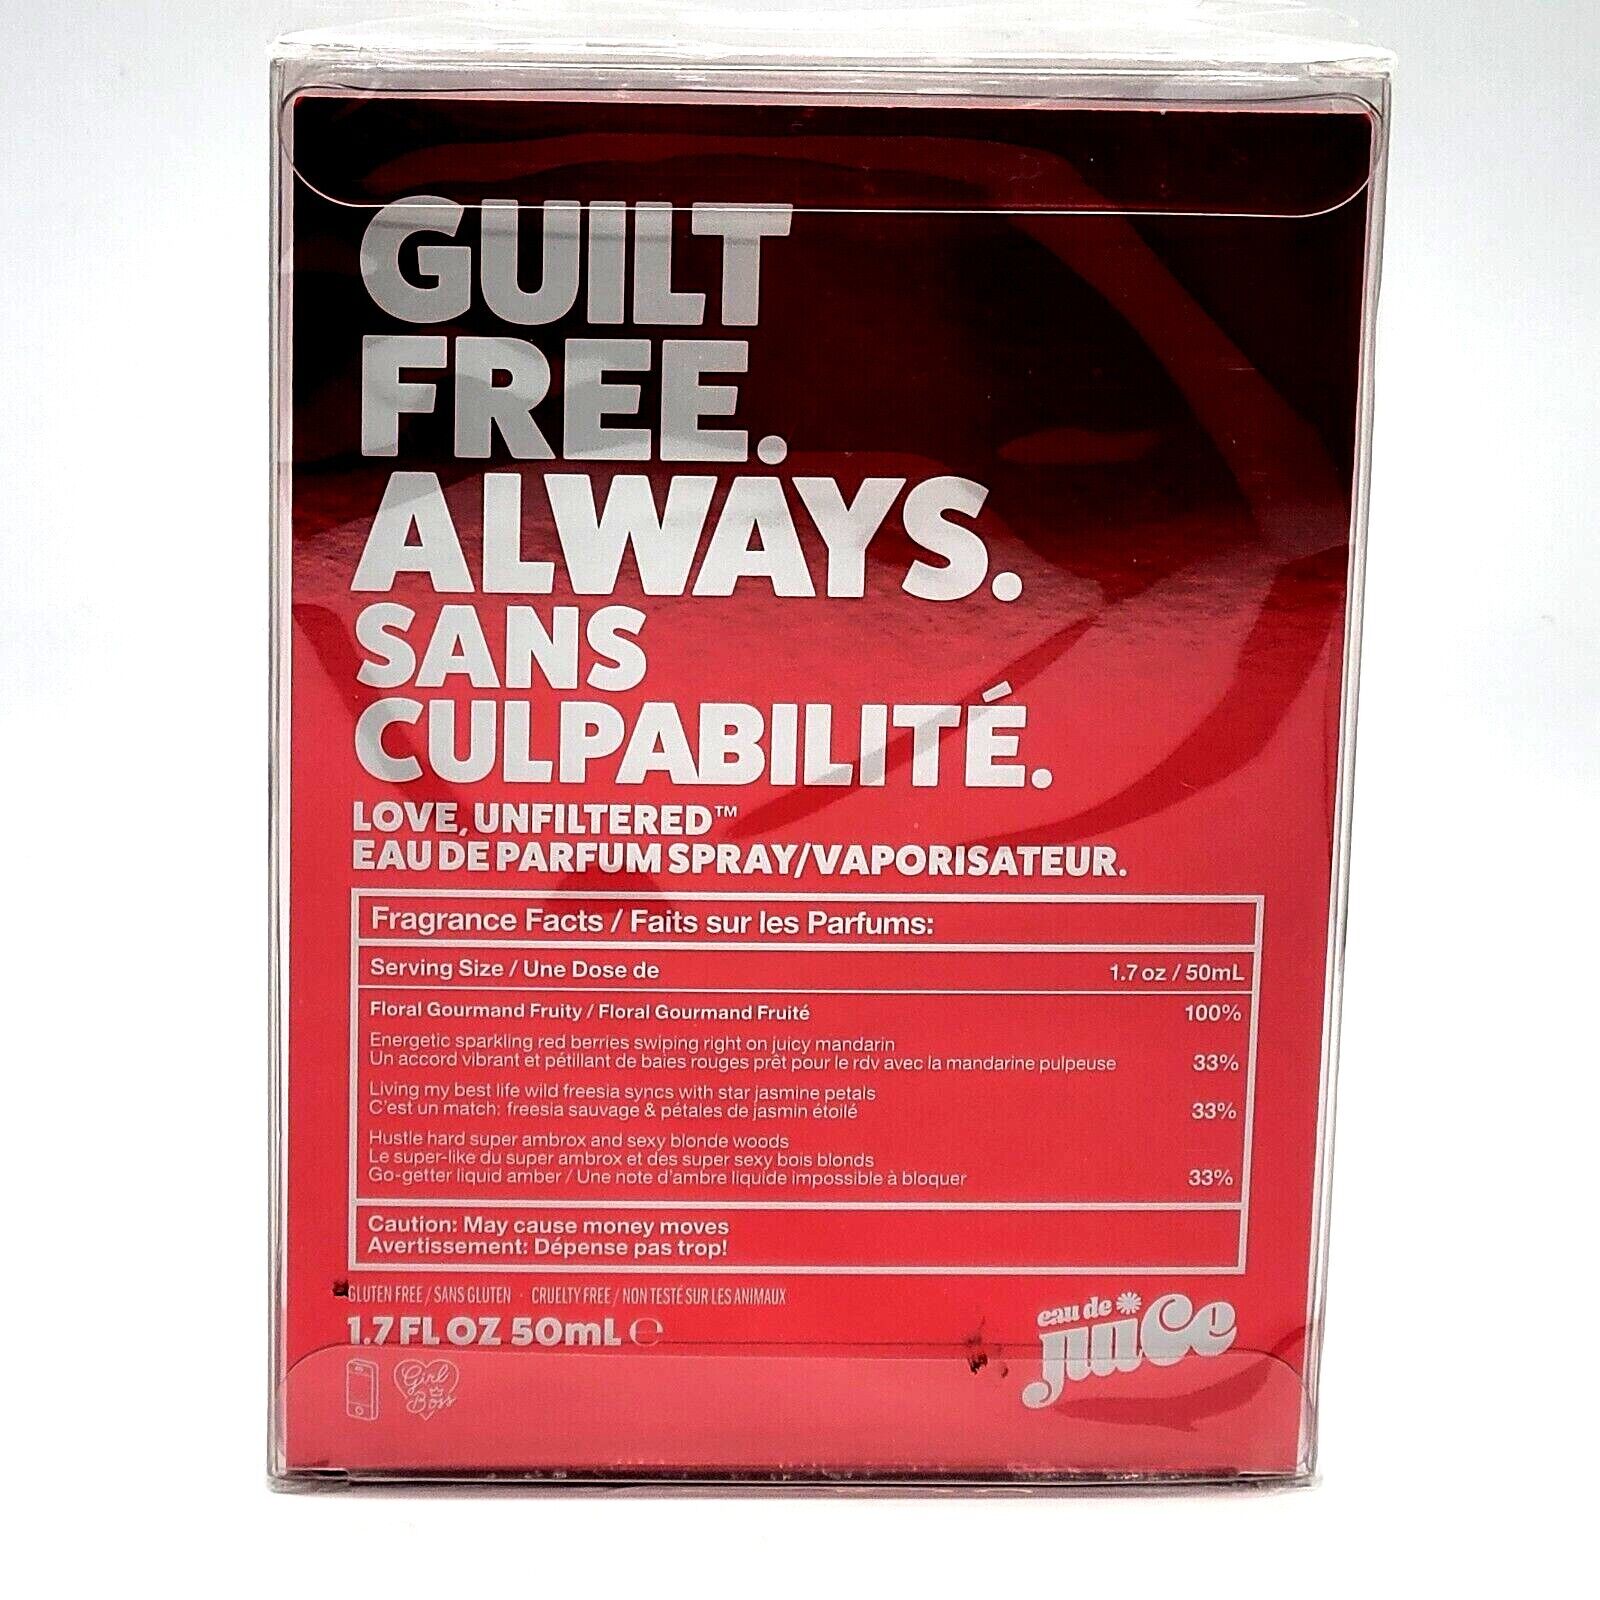 GUILT
FREE.
ALWAYS.
SANS
CULPABILITÉ.
LOVE, UNFILTERED™
EAU DE PARFUM SPRAY/VAPORISATEUR.
Fragrance Facts / Faits sur les Parfums:
Serving Size / Une Dose de 1.7 oz / 50mL
Floral Gourmand Fruity / Floral Gourmand Fruité 100%
Energetic sparkling red berries swiping right on juicy mandarin
Un accord vibrant et pétillant de baies rouges prêt pour le rdv avec la mandarine pulpeuse 33%
Living my best life wild freesia syncs with star jasmine petals
C'est un match: freesia sauvage & pétales de jasmin étoilé 33%
Hustle hard super ambrox and sexy blonde woods
Le super-like du super ambrox et des super sexy bois blonds
Go-getter liquid amber / Une note d'ambre liquide impossible à bloquer 33%
Caution: May cause money moves
Avertissement: Dépense pas trop!
GLUTEN FREE / SANS GLUTEN · CRUELTY FREE / NON TESTÉ SUR LES ANIMAUX
1.7 FL OZ 50mL ℮
Girl
Boss
eau de
juice